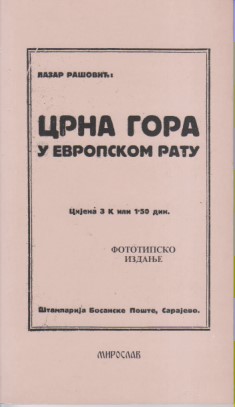 ЛАЗАР РАШОВИЋ:
ЦРНА ГОРА
У ЕВРОПСКОМ РАТУ
Цијена 3 К или 1·50 дин.
ФОТОТИПСКО
ИЗДАЊЕ
Штампарија Босанске Поште, Сарајево.
МИРОСЛАВ